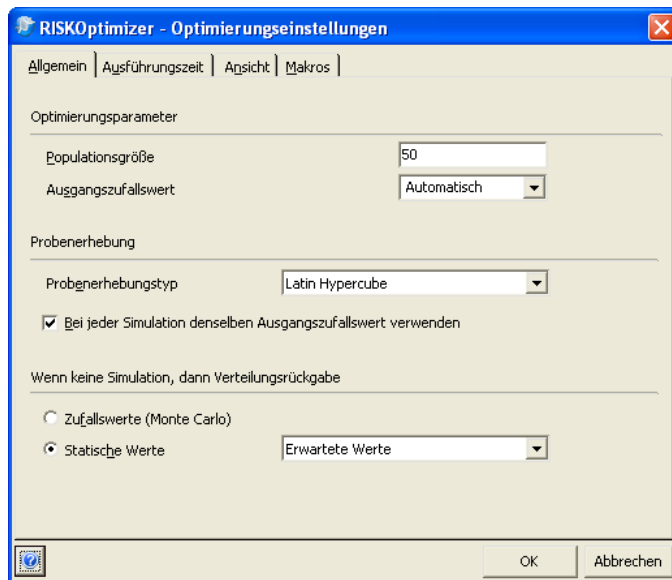 RISKOptimizer - Optimierungseinstellungen
Allgemein Ausführungszeit Ansicht Makros
Optimierungsparameter
Populationsgröße 50
Ausgangszufallswert Automatisch
Probenerhebung
Probenerhebungstyp Latin Hypercube
Bei jeder Simulation denselben Ausgangszufallswert verwenden
Wenn keine Simulation, dann Verteilungsrückgabe
Zufallswerte (Monte Carlo)
Statische Werte Erwartete Werte
OK Abbrechen